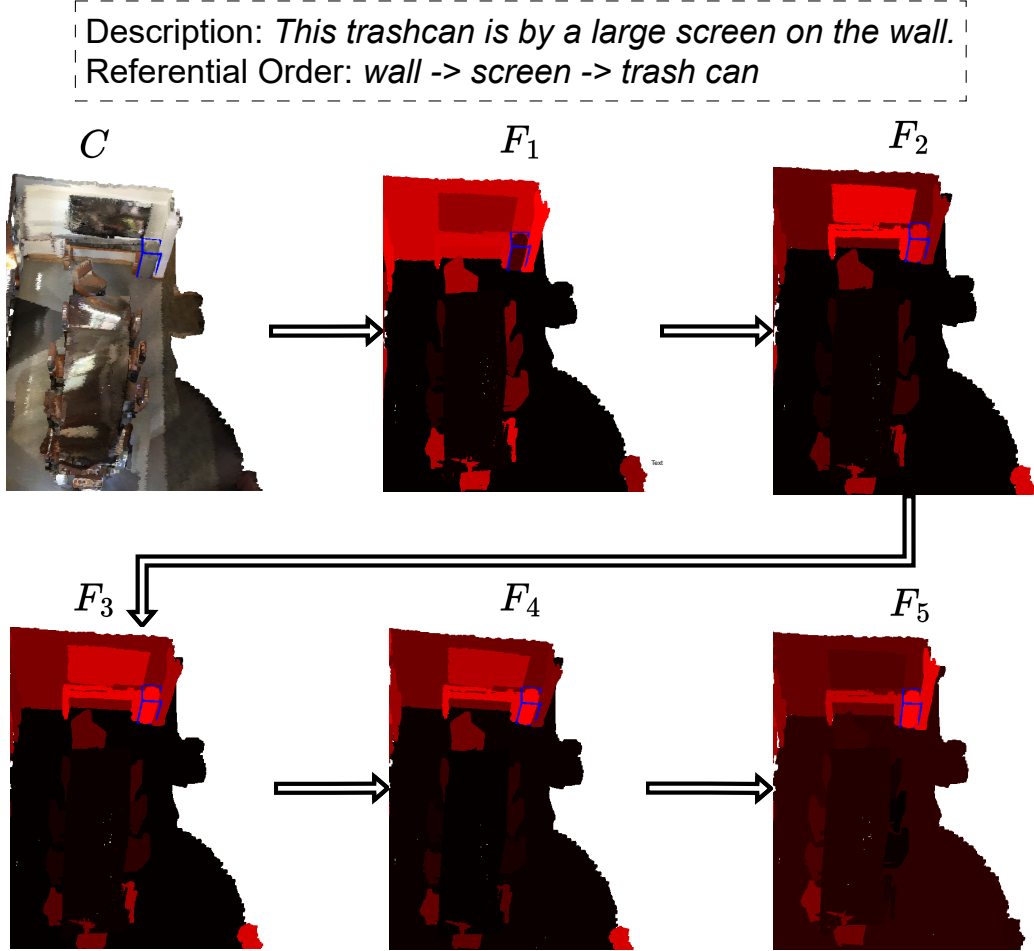 Description: This trashcan is by a large screen on the wall.
Referential Order: wall -> screen -> trash can
C
F₁
F₂
Text
F₃
F₄
F₅